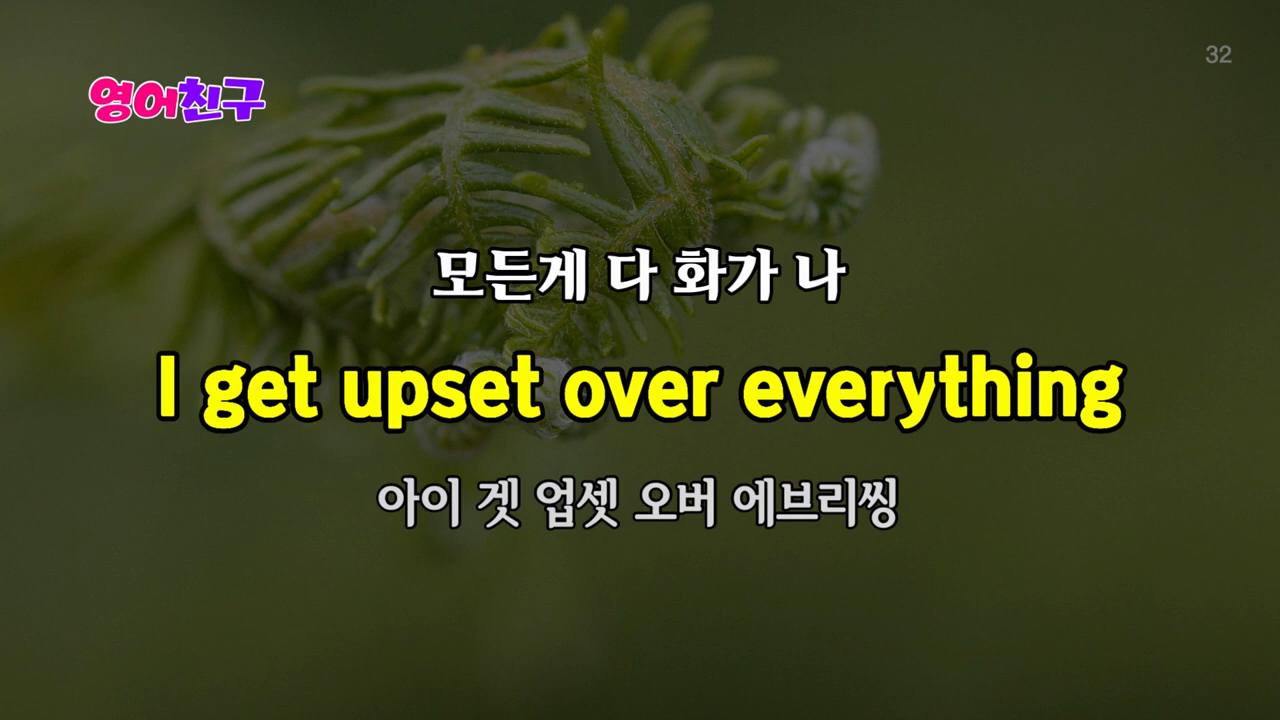 32
영어친구
모든게 다 화가 나
I get upset over everything
아이 겟 업셋 오버 에브리씽